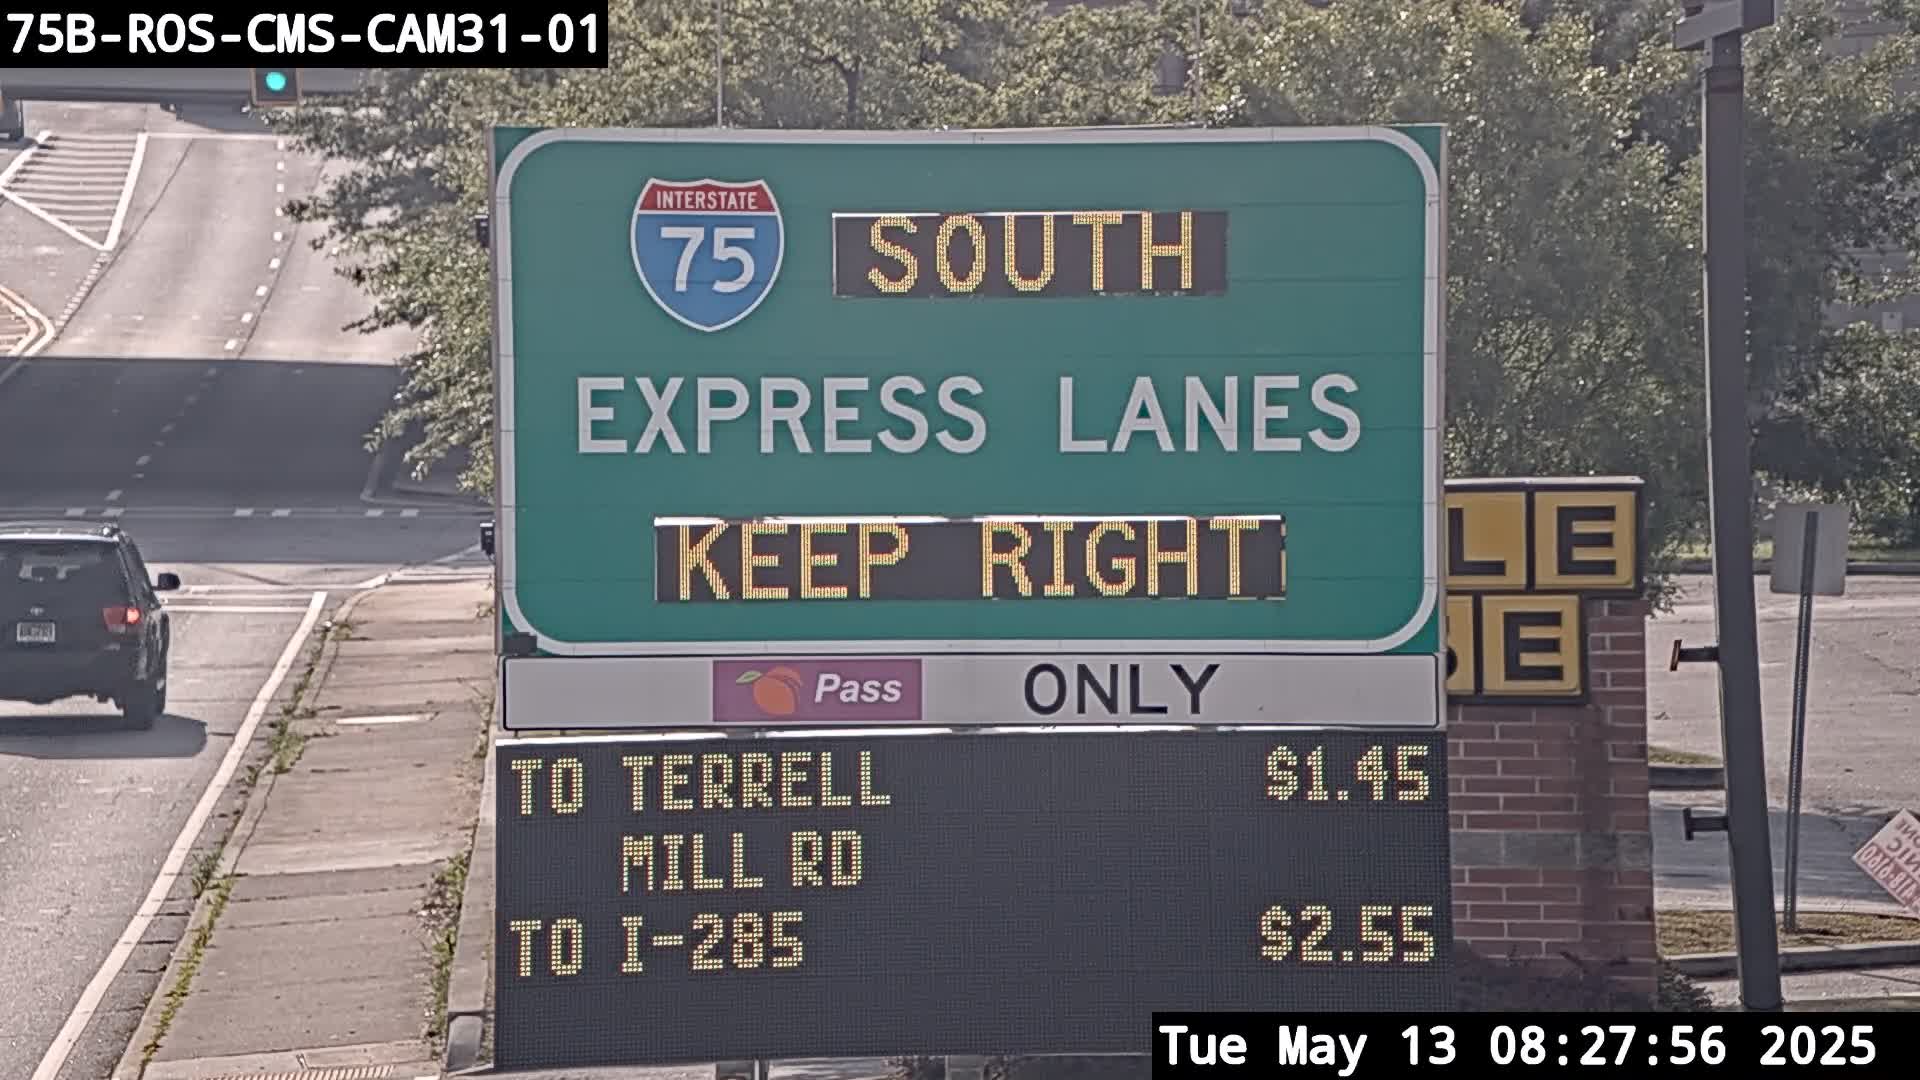 75B-ROS-CMS-CAM31-01
INTERSTATE
75
SOUTH
EXPRESS LANES
KEEP RIGHT
Pass ONLY
TO TERRELL $1.45
MILL RD
TO I-285 $2.55
LE
E
Tue May 13 08:27:56 2025